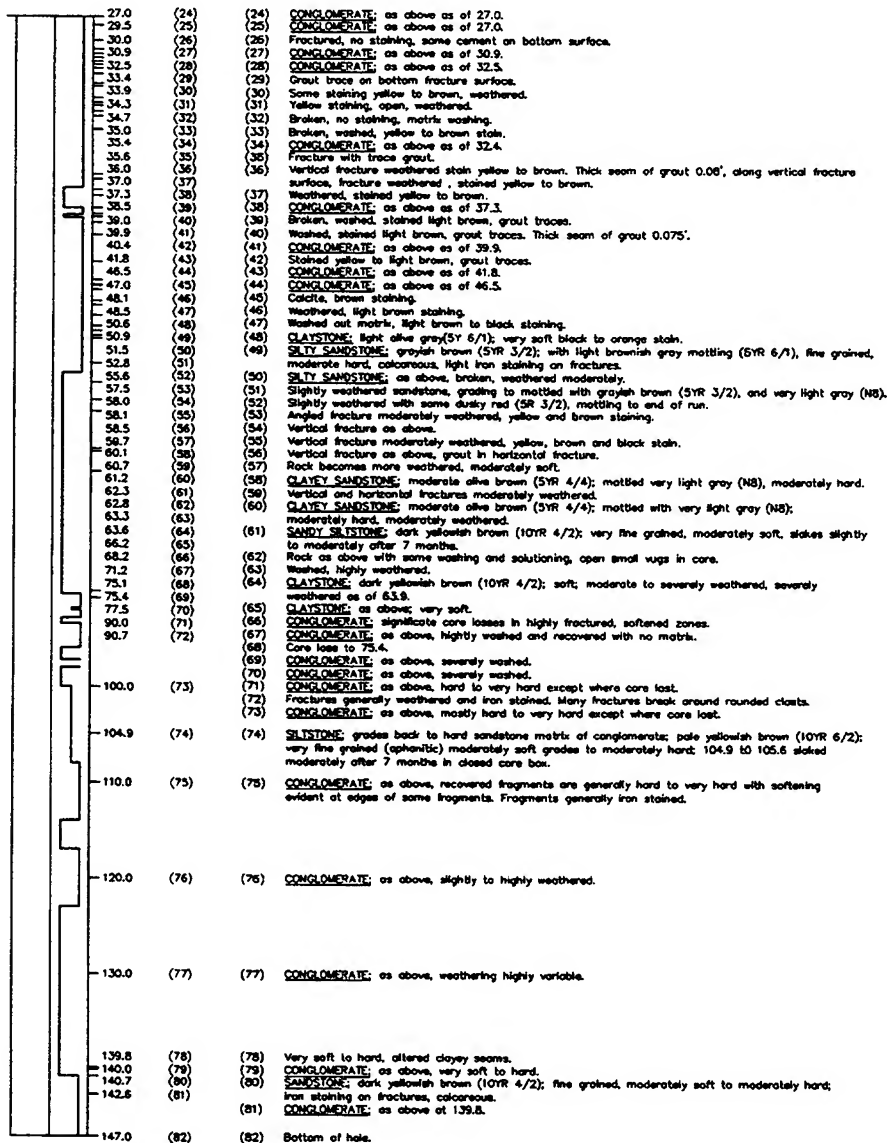 27.0 (24) (24) CONGLOMERATE; as above as of 27.0.
29.5 (25) (25) CONGLOMERATE; as above as of 27.0.
30.0 (26) (26) Fractured, no staining, some cement on bottom surface.
30.9 (27) (27) CONGLOMERATE; as above as of 30.9.
32.5 (28) (28) CONGLOMERATE; as above as of 32.5.
33.4 (29) (29) Grout trace on bottom fracture surface.
33.9 (30) (30) Some staining yellow to brown, weathered.
34.3 (31) (31) Yellow staining, open, weathered.
34.7 (32) (32) Broken, no staining, matrix washing.
35.0 (33) (33) Broken, washed, yellow to brown stain.
35.4 (34) (34) CONGLOMERATE; as above as of 32.4.
35.6 (35) (35) Fracture with trace grout.
36.0 (36) (36) Vertical fracture weathered stain yellow to brown. Thick seam of grout 0.06', along vertical fracture
37.0 (37) surface, fracture weathered , stained yellow to brown.
37.3 (38) (37) Weathered, stained yellow to brown.
38.5 (39) (38) CONGLOMERATE; as above as of 37.3.
39.0 (40) (39) Broken, washed, stained light brown, grout traces.
39.9 (41) (40) Washed, stained light brown, grout traces. Thick seam of grout 0.075'.
40.4 (42) (41) CONGLOMERATE; as above as of 39.9.
41.8 (43) (42) Stained yellow to light brown, grout traces.
46.5 (44) (43) CONGLOMERATE; as above as of 41.8.
47.0 (45) (44) CONGLOMERATE; as above as of 46.5.
48.1 (46) (45) Calcite, brown staining.
48.5 (47) (46) Weathered, light brown staining.
50.6 (48) (47) Washed out matrix, light brown to black staining.
50.9 (49) (48) CLAYSTONE; light olive gray(5Y 6/1); very soft black to orange stain.
51.5 (50) (49) SILTY SANDSTONE; grayish brown (5YR 3/2); with light brownish gray mottling (5YR 6/1), fine grained,
52.8 (51) moderate hard, calcareous, light iron staining on fractures.
55.6 (52) (50) SILTY SANDSTONE; as above, broken, weathered moderately.
57.5 (53) (51) Slightly weathered sandstone, grading to mottled with grayish brown (5YR 3/2), and very light gray (N8).
58.0 (54) (52) Slightly weathered with some dusky red (5R 3/2), mottling to end of run.
58.1 (55) (53) Angled fracture moderately weathered, yellow and brown staining.
58.5 (56) (54) Vertical fracture as above.
59.7 (57) (55) Vertical fracture moderately weathered, yellow, brown and black stain.
60.1 (58) (56) Vertical fracture as above, grout in horizontal fracture.
60.7 (59) (57) Rock becomes more weathered, moderately soft.
61.2 (60) (58) CLAYEY SANDSTONE; moderate olive brown (5YR 4/4); mottled very light gray (N8), moderately hard.
62.3 (61) (59) Vertical and horizontal fractures moderately weathered.
62.8 (62) (60) CLAYEY SANDSTONE; moderate olive brown (5YR 4/4); mottled with very light gray (N8);
63.3 (63) moderately hard, moderately weathered.
63.6 (64) (61) SANDY SILTSTONE; dark yellowish brown (10YR 4/2); very fine grained, moderately soft, slakes slightly
66.2 (65) to moderately after 7 months.
68.2 (66) (62) Rock as above with some washing and solutioning, open small vugs in core.
71.2 (67) (63) Washed, highly weathered.
75.1 (68) (64) CLAYSTONE; dark yellowish brown (10YR 4/2); soft; moderate to severely weathered, severely
75.4 (69) weathered as of 63.9.
77.5 (70) (65) CLAYSTONE; as above; very soft.
90.0 (71) (66) CONGLOMERATE; significate core losses in highly fractured, softened zones.
90.7 (72) (67) CONGLOMERATE; as above, hightly washed and recovered with no matrix.
(68) Core loss to 75.4.
(69) CONGLOMERATE; as above, severely washed.
(70) CONGLOMERATE; as above, severely washed.
100.0 (73) (71) CONGLOMERATE; as above, hard to very hard except where core lost.
(72) Fractures generally weathered and iron stained. Many fractures break around rounded clasts.
(73) CONGLOMERATE; as above, mostly hard to very hard except where core lost.
104.9 (74) (74) SILTSTONE; grades back to hard sandstone matrix of conglomerate; pale yellowish brown (10YR 6/2);
very fine grained (aphanitic) moderately soft grades to moderately hard; 104.9 to 105.6 slaked
moderately after 7 months in closed core box.
110.0 (75) (75) CONGLOMERATE; as above, recovered fragments are generally hard to very hard with softening
evident at edges of some fragments. Fragments generally iron stained.
120.0 (76) (76) CONGLOMERATE; as above, slightly to highly weathered.
130.0 (77) (77) CONGLOMERATE; as above, weathering highly variable.
139.8 (78) (78) Very soft to hard, altered clayey seams.
140.0 (79) (79) CONGLOMERATE; as above, very soft to hard.
140.7 (80) (80) SANDSTONE; dark yellowish brown (10YR 4/2); fine grained, moderately soft to moderately hard;
142.6 (81) iron staining on fractures, calcareous.
(81) CONGLOMERATE; as above at 139.8.
147.0 (82) (82) Bottom of hole.